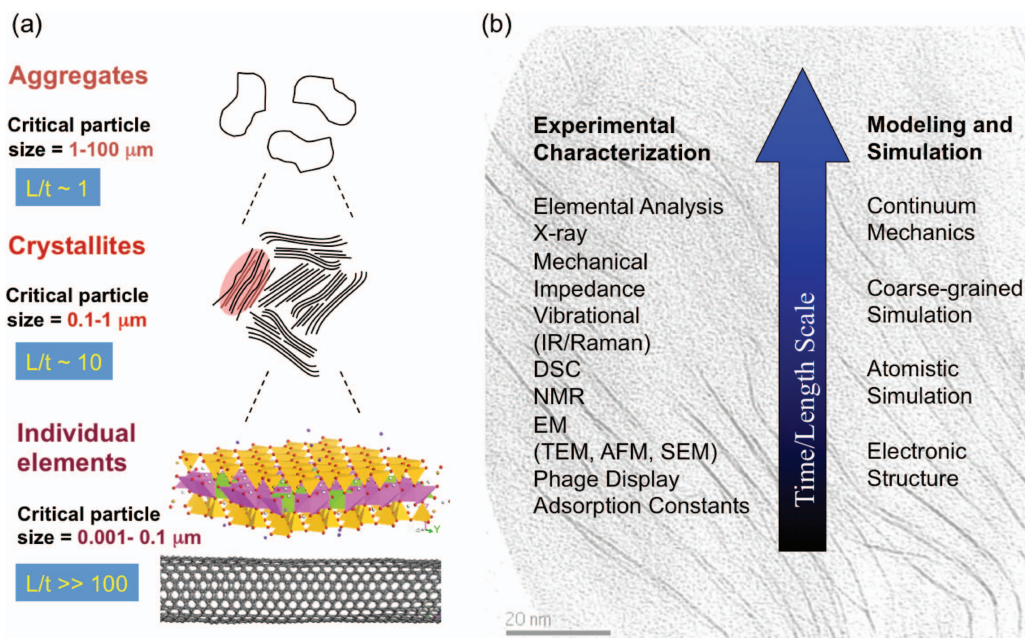 (a)
Aggregates
Critical particle
size = 1-100 μm
L/t ~ 1
Crystallites
Critical particle
size = 0.1-1 μm
L/t ~ 10
Individual
elements
Critical particle
size = 0.001- 0.1 μm
L/t >> 100
Y
(b)
Experimental
Characterization
Elemental Analysis
X-ray
Mechanical
Impedance
Vibrational
(IR/Raman)
DSC
NMR
EM
(TEM, AFM, SEM)
Phage Display
Adsorption Constants
Time/Length Scale
Modeling and
Simulation
Continuum
Mechanics
Coarse-grained
Simulation
Atomistic
Simulation
Electronic
Structure
20 nm